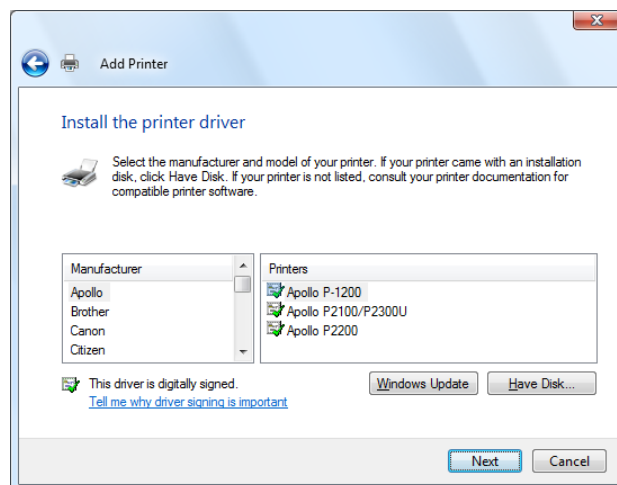 Add Printer
Install the printer driver
Select the manufacturer and model of your printer. If your printer came with an installation
disk, click Have Disk. If your printer is not listed, consult your printer documentation for
compatible printer software.
Manufacturer
Apollo
Brother
Canon
Citizen
Printers
Apollo P-1200
Apollo P2100/P2300U
Apollo P2200
This driver is digitally signed.
Tell me why driver signing is important
Windows Update
Have Disk...
Next
Cancel